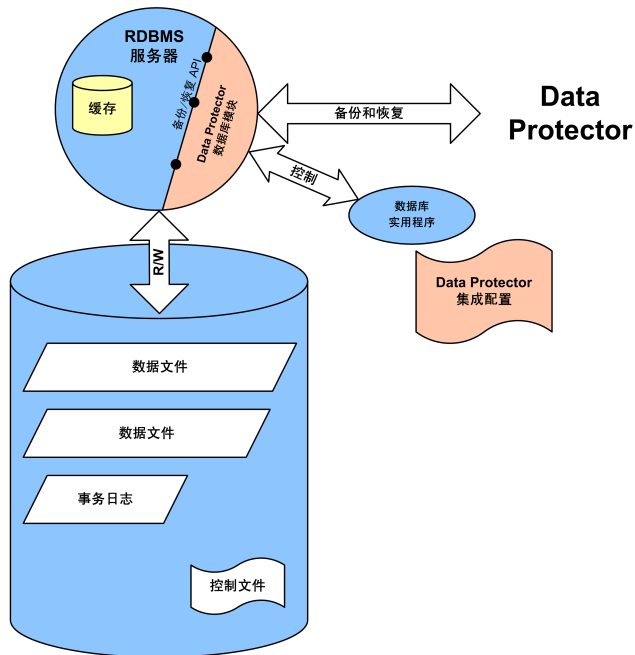 RDBMS
服务器
缓存
备份/恢复 API
Data Protector
数据库模块
备份和恢复
Data
Protector
控制
数据库
实用程序
Data Protector
集成配置
R/W
数据文件
数据文件
事务日志
控制文件